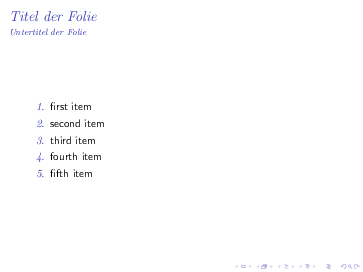 Titel der Folie
Untertitel der Folie
1. first item
2. second item
3. third item
4. fourth item
5. fifth item